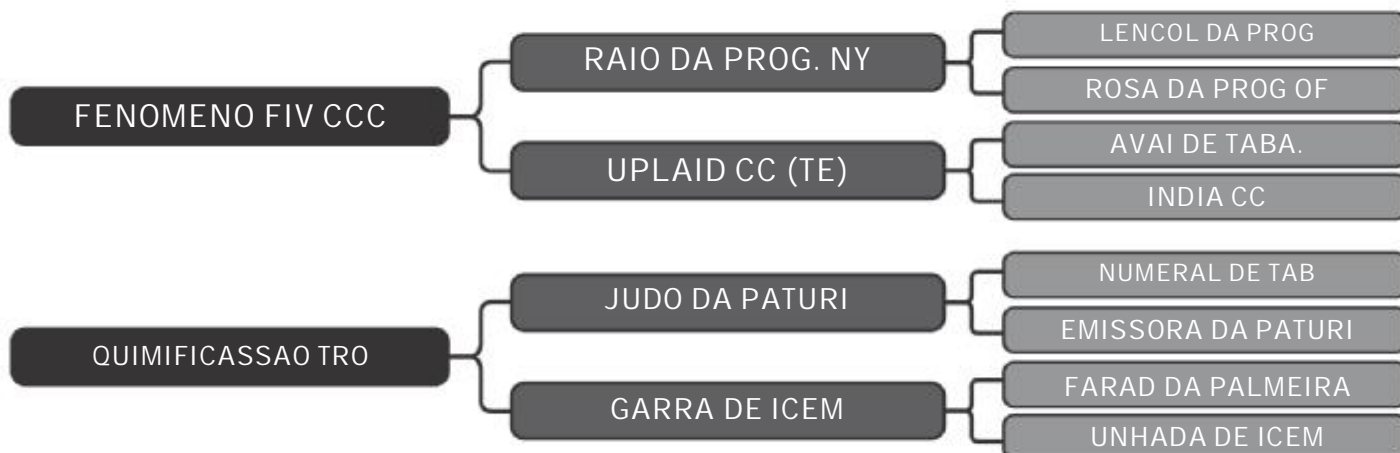 FENOMENO FIV CCC
RAIO DA PROG. NY
LENCOL DA PROG
ROSA DA PROG OF
UPLAID CC (TE)
AVAI DE TABA.
INDIA CC
QUIMIFICASSAO TRO
JUDO DA PATURI
NUMERAL DE TAB
EMISSORA DA PATURI
GARRA DE ICEM
FARAD DA PALMEIRA
UNHADA DE ICEM